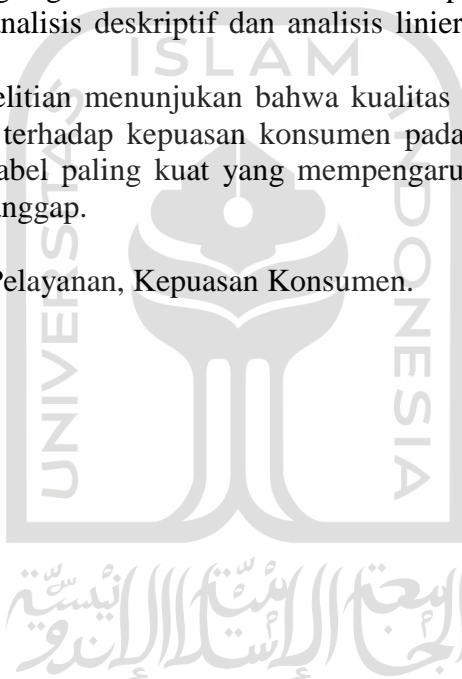 nalisis deskriptif dan analisis linier
elitian menunjukan bahwa kualitas
terhadap kepuasan konsumen pada
abel paling kuat yang mempengaru
anggap.
Pelayanan, Kepuasan Konsumen.
ISLAM
UNIVERSITAS
INDONESIA